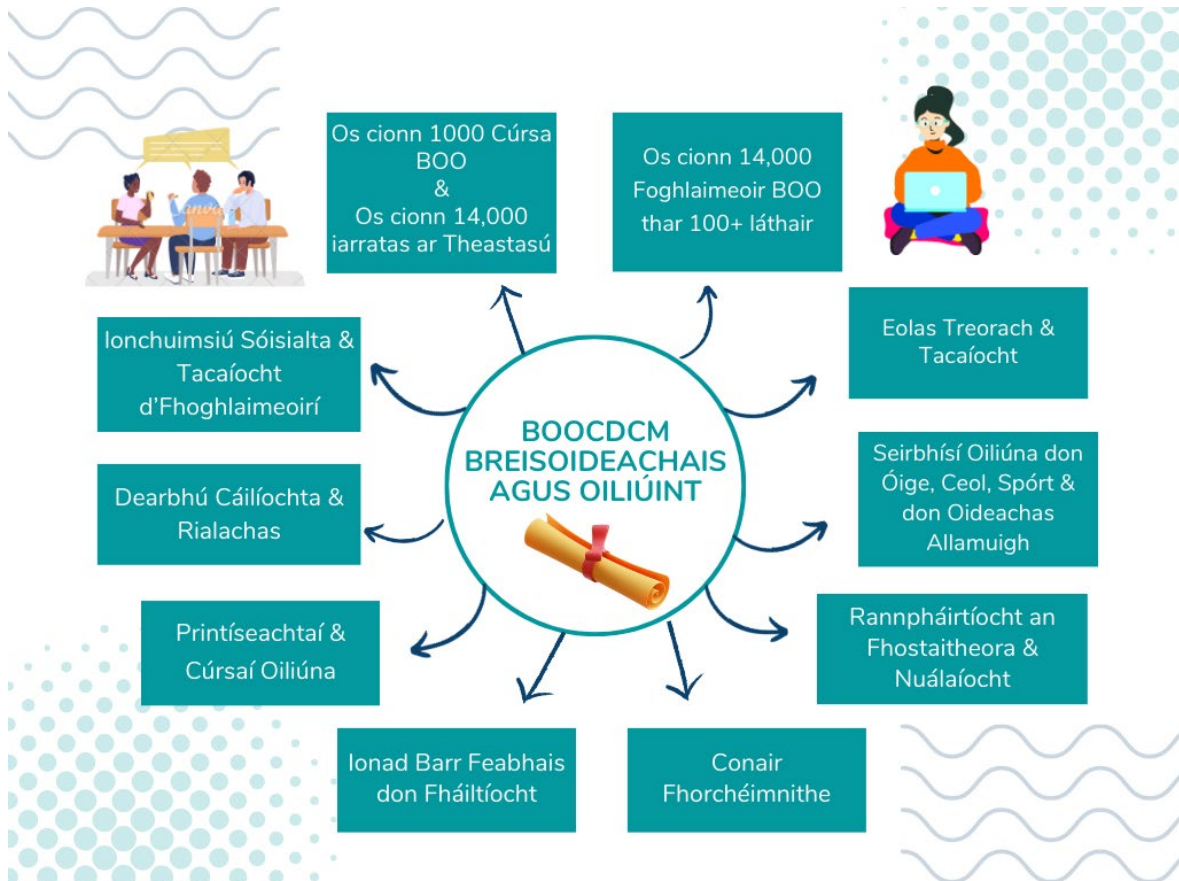 Os cionn 1000 Cúrsa
BOO
&
Os cionn 14,000
iarratas ar Theastasú
Os cionn 14,000
Foghlaimeoir BOO
thar 100+ láthair
Ionchuimsiú Sóisialta &
Tacaíocht
d'Fhoghlaimeoirí
Eolas Treorach &
Tacaíocht
BOOCDCM
BREISOIDEACHAIS
AGUS OILIÚINT
Dearbhú Cáilíochta &
Rialachas
Seirbhísí Oiliúna don
Óige, Ceol, Spórt &
don Oideachas
Allamuigh
Printíseachtaí &
Cúrsaí Oiliúna
Rannpháirtíocht an
Fhostaitheora &
Nuálaíocht
Ionad Barr Feabhais
don Fháiltíocht
Conair
Fhorchéimnithe